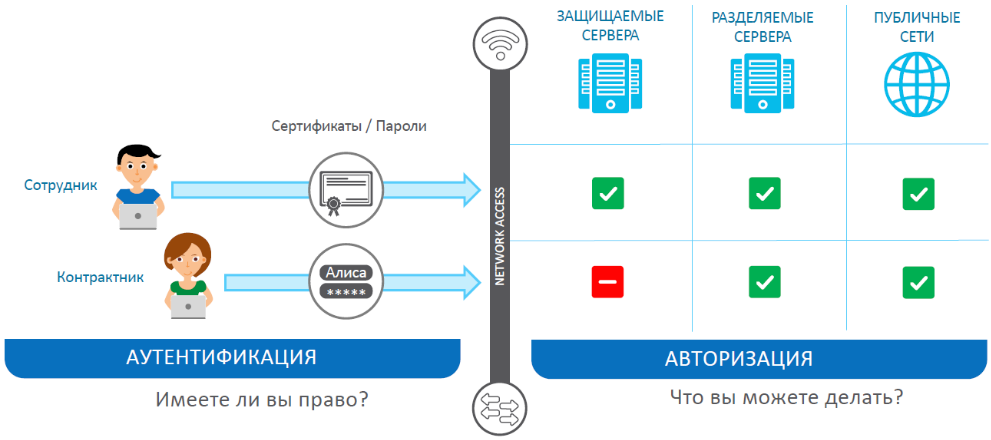 ЗАЩИЩАЕМЫЕ
СЕРВЕРА
РАЗДЕЛЯЕМЫЕ
СЕРВЕРА
ПУБЛИЧНЫЕ
СЕТИ
Сертификаты / Пароли
Сотрудник
Контрактник
Алиса
*****
NETWORK ACCESS
АУТЕНТИФИКАЦИЯ
Имеете ли вы право?
АВТОРИЗАЦИЯ
Что вы можете делать?